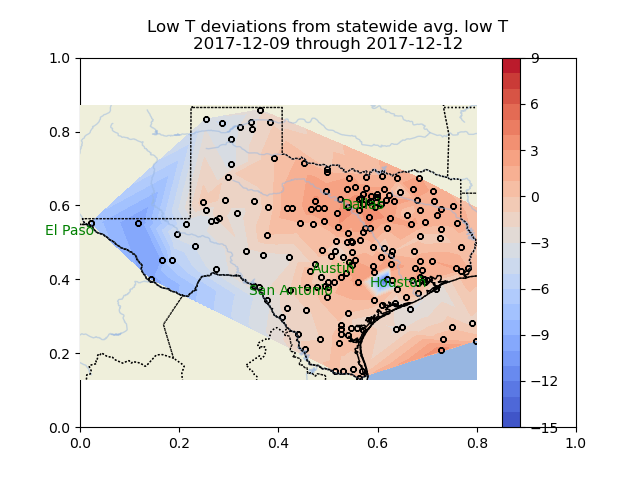 Low T deviations from statewide avg. low T
2017-12-09 through 2017-12-12
1.0
0.8
0.6
0.4
0.2
0.0
0.0 0.2 0.4 0.6 0.8 1.0
El Paso
Dallas
Austin
San Antonio
Houston
9
6
3
0
−3
−6
−9
−12
−15